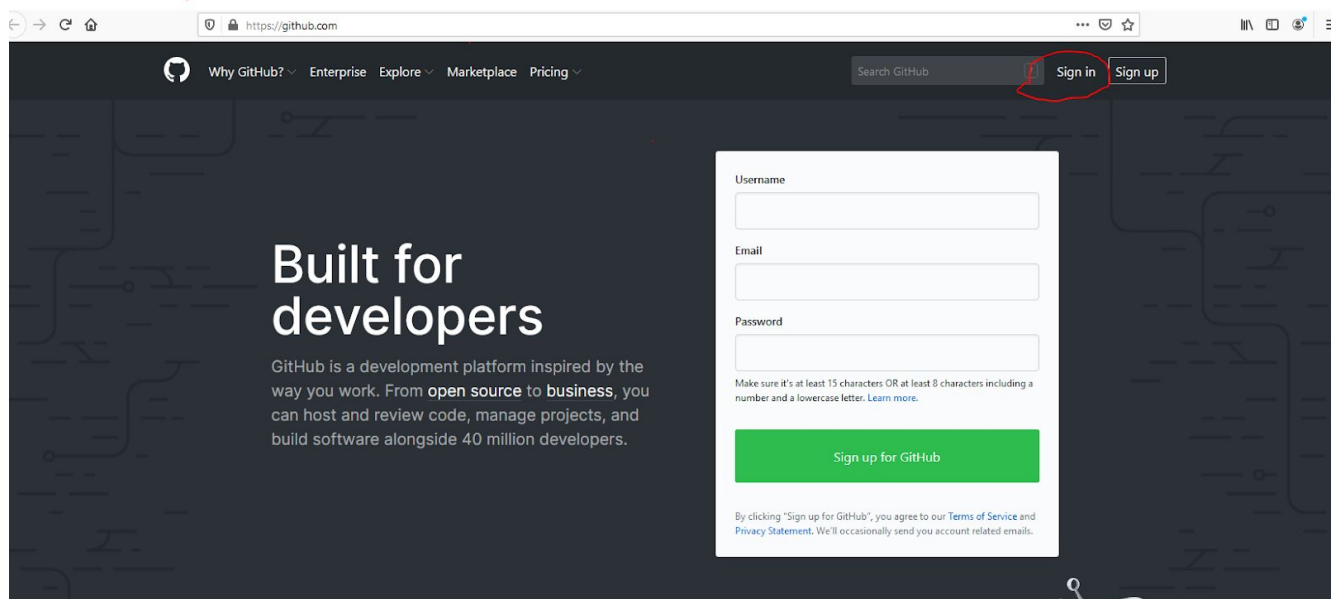 https://github.com
Why GitHub? Enterprise Explore Marketplace Pricing Search GitHub / Sign in Sign up
Built for
developers
GitHub is a development platform inspired by the
way you work. From open source to business, you
can host and review code, manage projects, and
build software alongside 40 million developers.
Username
Email
Password
Make sure it's at least 15 characters OR at least 8 characters including a
number and a lowercase letter. Learn more.
Sign up for GitHub
By clicking "Sign up for GitHub", you agree to our Terms of Service and
Privacy Statement. We'll occasionally send you account related emails.